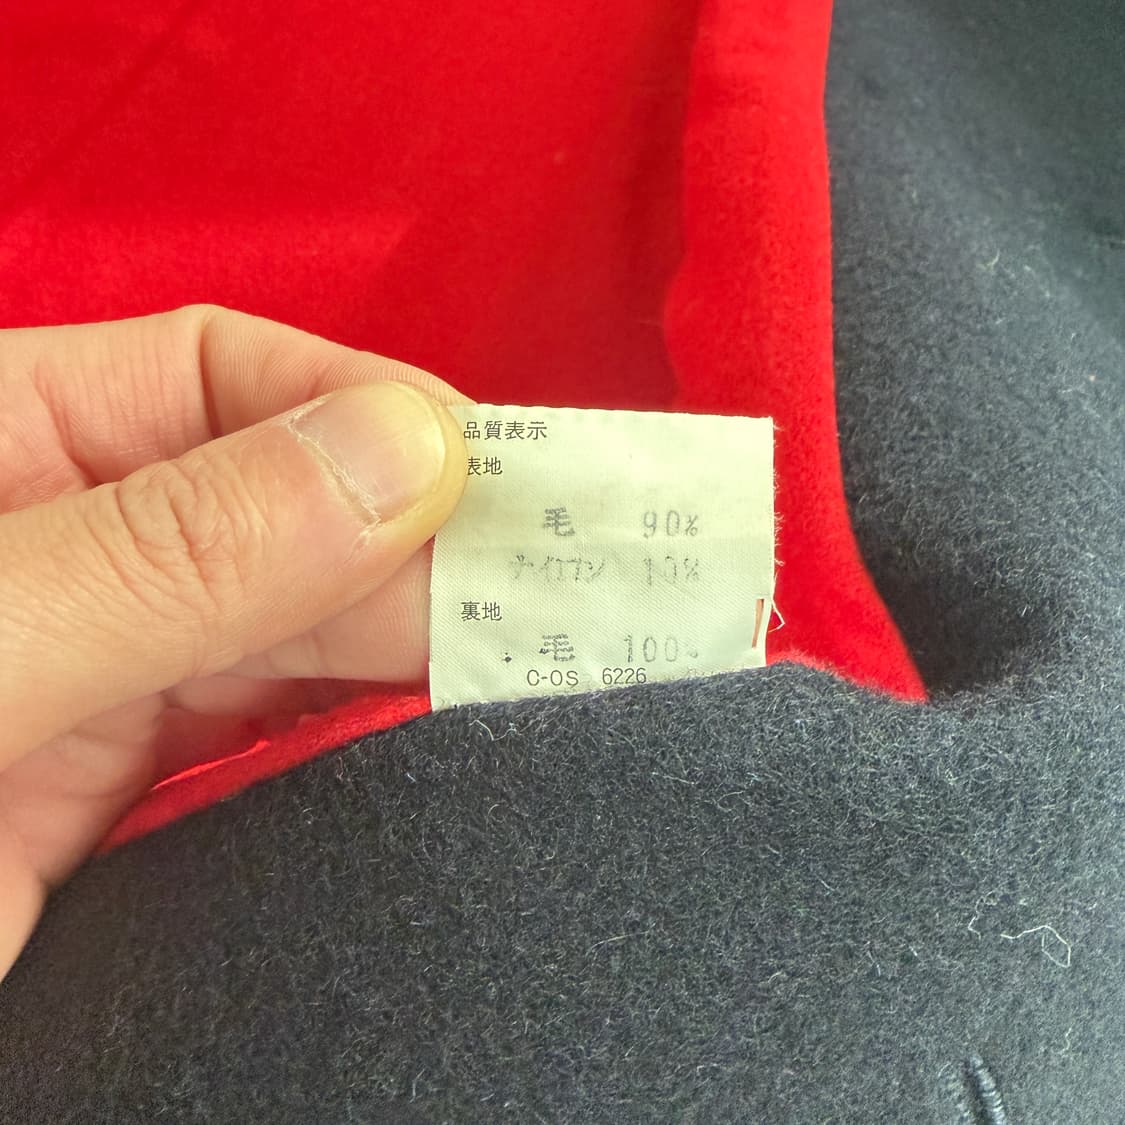 品質表示
表地
毛 90%
ナイロン 10%
裏地
毛 100%
C-OS 6226